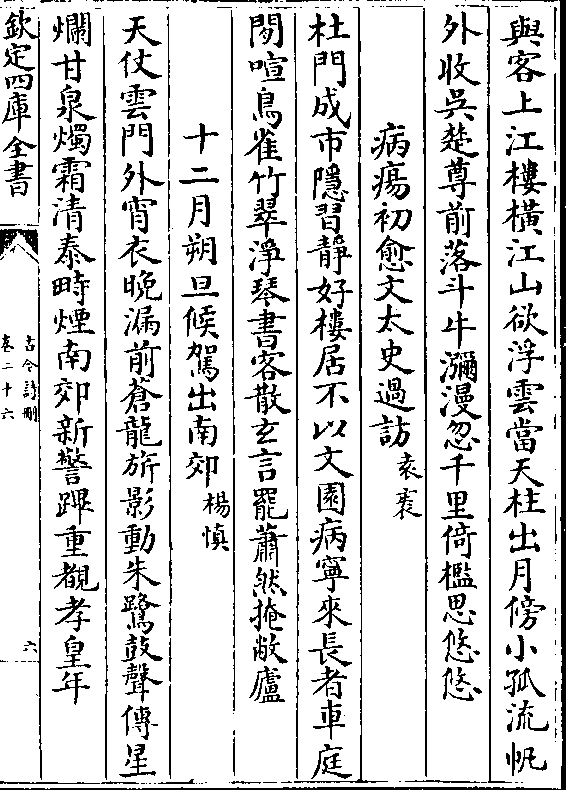 與客上江樓橫江山欲浮雲當天柱出月傍小孤流帆
外收吳楚尊前落斗牛瀰漫忽千里倚檻思悠悠
病瘍初愈文太史過訪袁袠
杜門成市隱習靜好樓居不以文園病寧來長者車庭
閒喧鳥雀竹翠淨琴書客散玄言罷蕭然掩敝廬
十二月朔旦候駕出南郊楊慎
天仗雲門外宵衣晚漏前蒼龍旂影動朱鷺鼓聲傳星
爛甘泉燭霜清泰畤煙南郊新警蹕重覩孝皇年
欽定四庫全書
古今詩刪
卷二十六
六